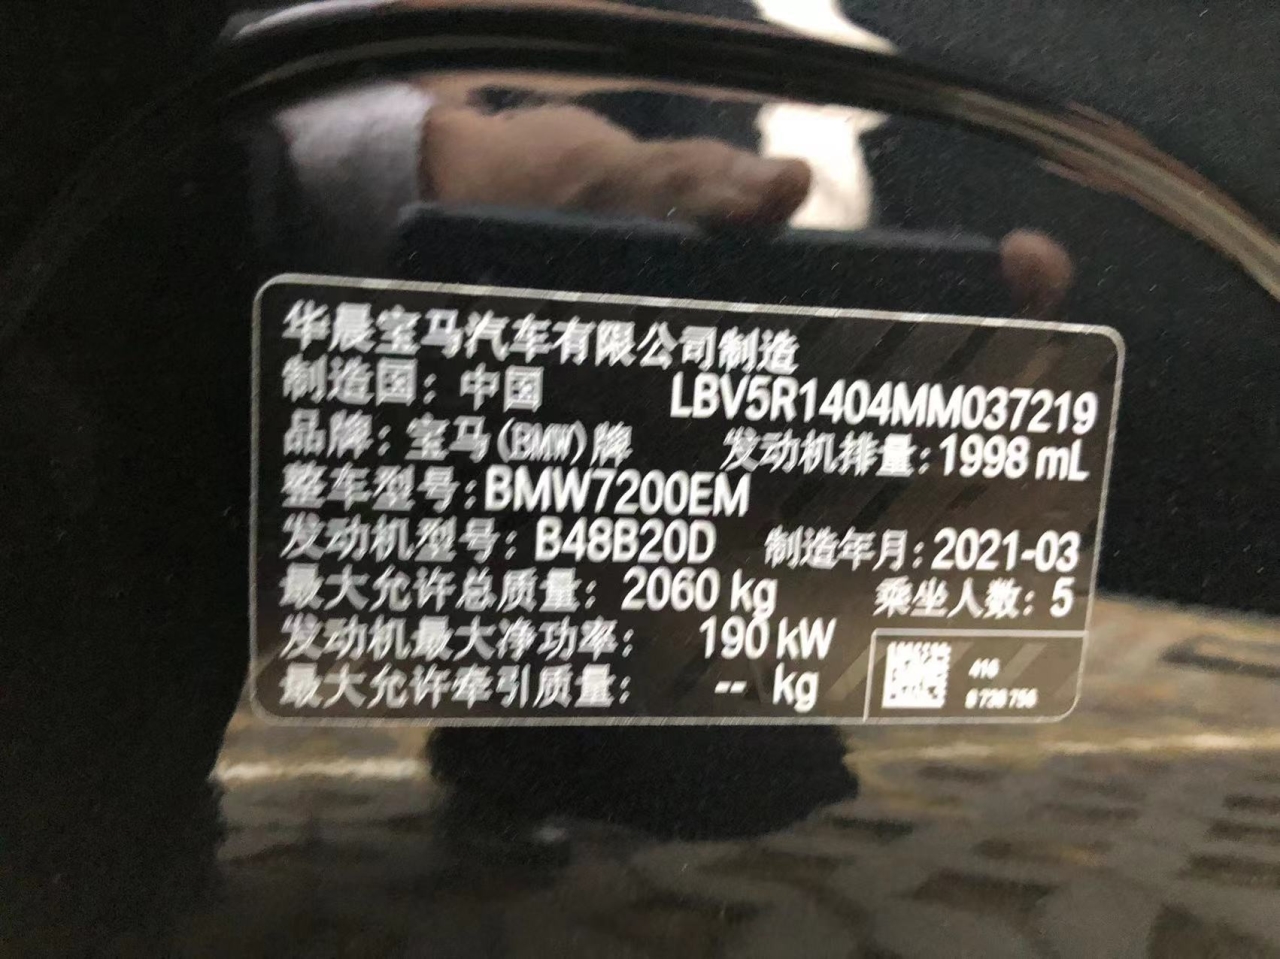 华晨宝马汽车有限公司制造
制造国：中国 LBV5R1404MM037219
品牌：宝马(BMW)牌 发动机排量：1998 mL
整车型号：BMW7200EM
发动机型号：B48B20D 制造年月：2021-03
最大允许总质量：2060 kg 乘坐人数：5
发动机最大净功率：190 kW
最大允许牵引质量：-- kg
416